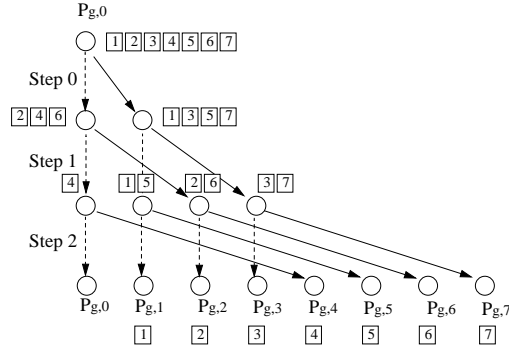 Pg,0
1 2 3 4 5 6 7
Step 0
2 4 6 1 3 5 7
Step 1
4 1 5 2 6 3 7
Step 2
Pg,0 Pg,1 Pg,2 Pg,3 Pg,4 Pg,5 Pg,6 Pg,7
1 2 3 4 5 6 7